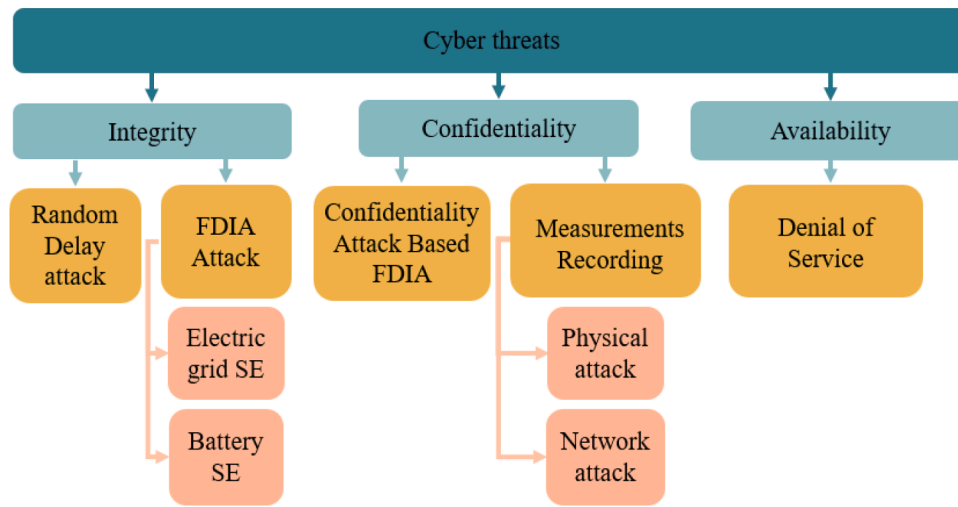 Cyber threats
Integrity
Confidentiality
Availability
Random
Delay
attack
FDIA
Attack
Confidentiality
Attack Based
FDIA
Measurements
Recording
Denial of
Service
Electric
grid SE
Physical
attack
Battery
SE
Network
attack